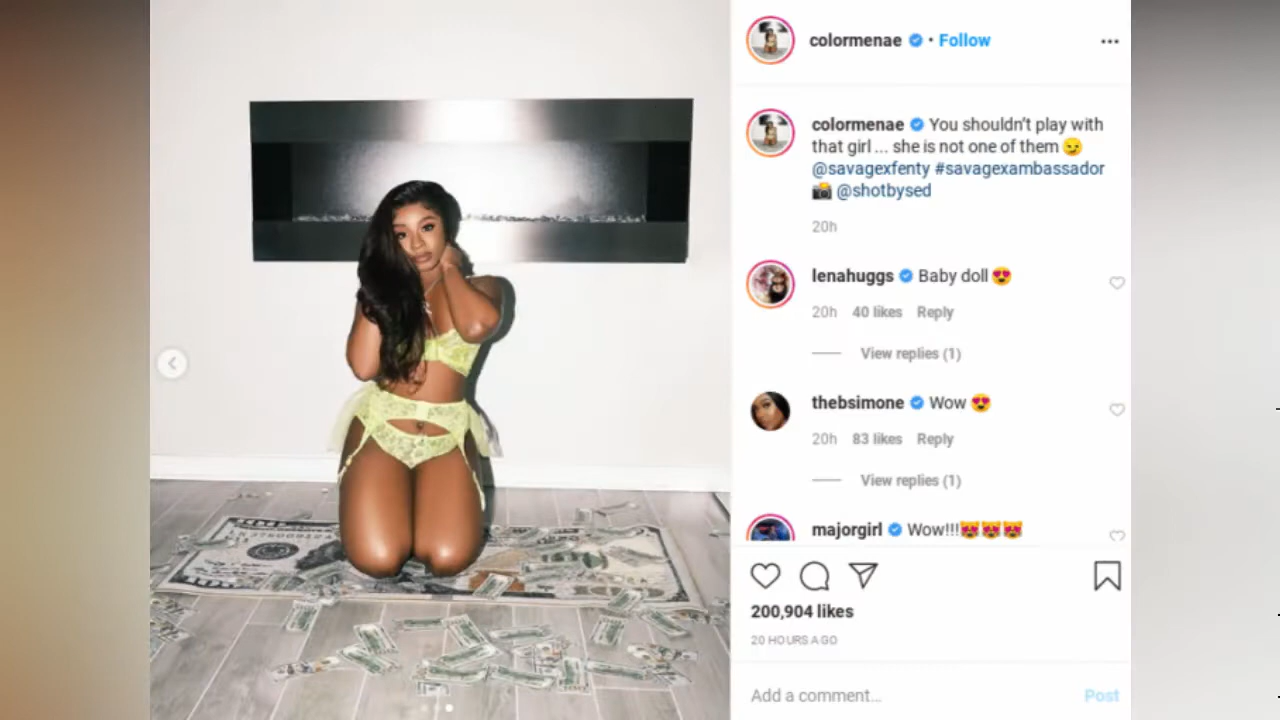 colormenae • Follow
colormenae You shouldn't play with
that girl ... she is not one of them 😏
@savagexfenty #savagexambassador
📸 @shotbysed
20h
lenahuggs Baby doll 😍
20h 40 likes Reply
View replies (1)
thebsimone Wow 😍
20h 83 likes Reply
View replies (1)
majorgirl Wow!!!😻😻😻
200,904 likes
20 HOURS AGO
Add a comment... Post